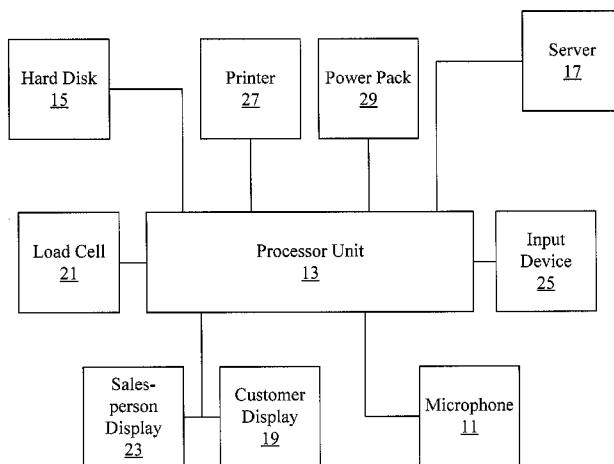 Hard Disk
15
Printer
27
Power Pack
29
Server
17
Load Cell
21
Processor Unit
13
Input
Device
25
Sales-
person
Display
23
Customer
Display
19
Microphone
11